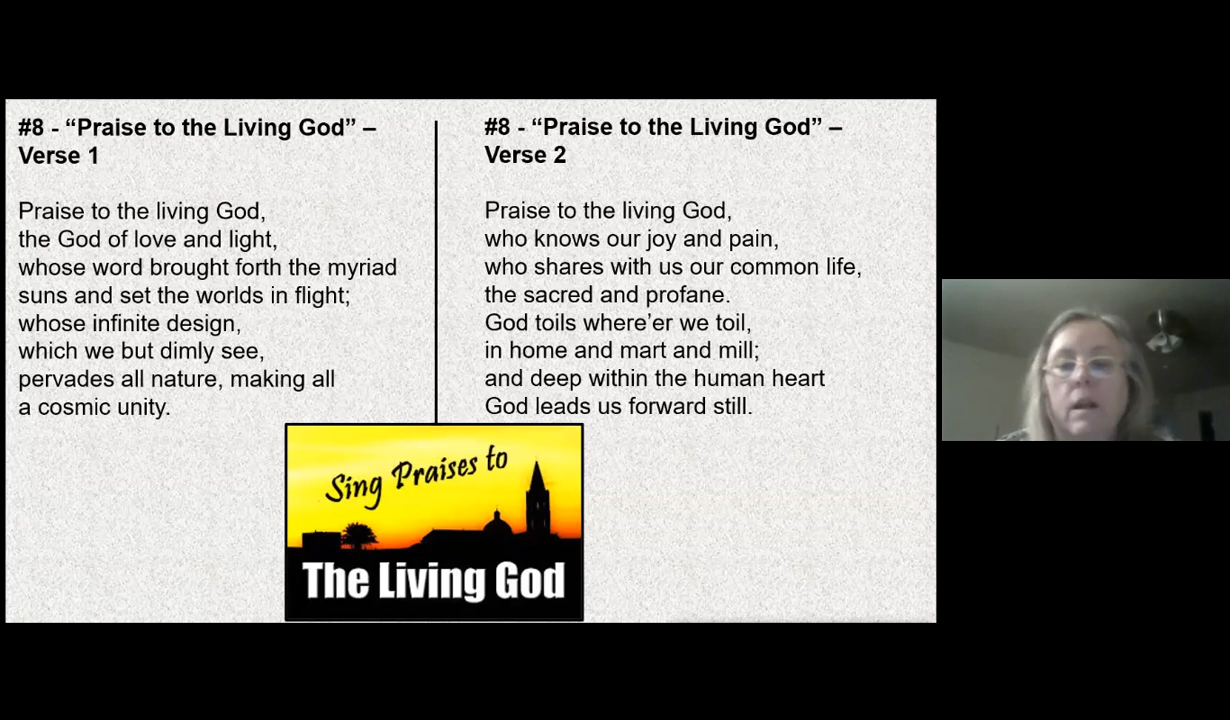 #8 - “Praise to the Living God” –
Verse 1
Praise to the living God,
the God of love and light,
whose word brought forth the myriad
suns and set the worlds in flight;
whose infinite design,
which we but dimly see,
pervades all nature, making all
a cosmic unity.
#8 - “Praise to the Living God” –
Verse 2
Praise to the living God,
who knows our joy and pain,
who shares with us our common life,
the sacred and profane.
God toils where’er we toil,
in home and mart and mill;
and deep within the human heart
God leads us forward still.
Sing Praises to
The Living God